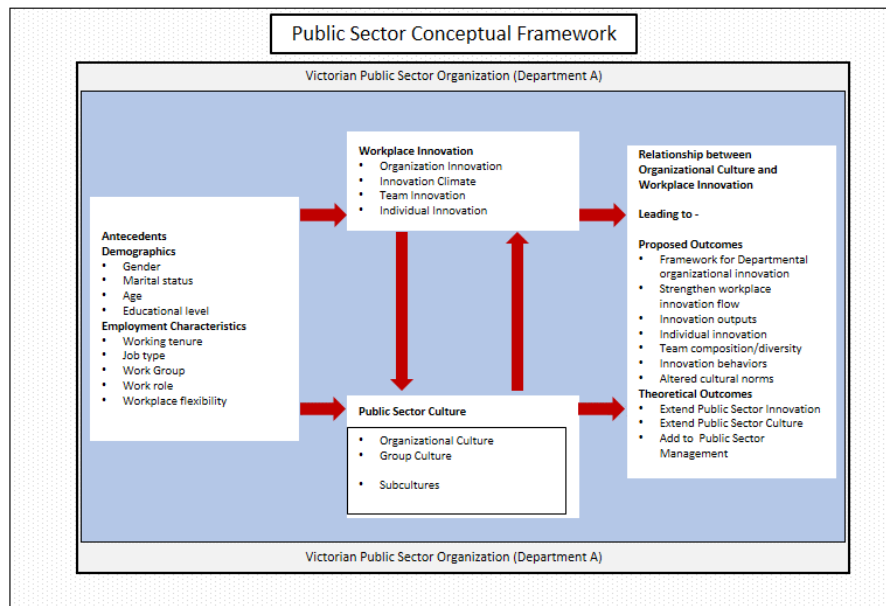 Public Sector Conceptual Framework
Victorian Public Sector Organization (Department A)
Antecedents
Demographics
• Gender
• Marital status
• Age
• Educational level
Employment Characteristics
• Working tenure
• Job type
• Work Group
• Work role
• Workplace flexibility
Workplace Innovation
• Organization Innovation
• Innovation Climate
• Team Innovation
• Individual Innovation
Public Sector Culture
• Organizational Culture
• Group Culture
• Subcultures
Relationship between
Organizational Culture and
Workplace Innovation
Leading to -
Proposed Outcomes
• Framework for Departmental
organizational innovation
• Strengthen workplace
innovation flow
• Innovation outputs
• Individual innovation
• Team composition/diversity
• Innovation behaviors
• Altered cultural norms
Theoretical Outcomes
• Extend Public Sector Innovation
• Extend Public Sector Culture
• Add to Public Sector
Management
Victorian Public Sector Organization (Department A)